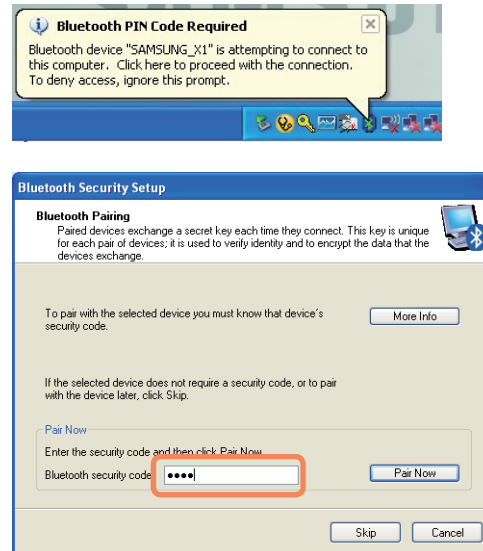 Bluetooth PIN Code Required
Bluetooth device "SAMSUNG_X1" is attempting to connect to
this computer. Click here to proceed with the connection.
To deny access, ignore this prompt.
Bluetooth Security Setup
Bluetooth Pairing
Paired devices exchange a secret key each time they connect. This key is unique
for each pair of devices; it is used to verify identity and to encrypt the data that the
devices exchange.
To pair with the selected device you must know that device's
security code.
More Info
If the selected device does not require a security code, or to pair
with the device later, click Skip.
Pair Now
Enter the security code and then click Pair Now
Bluetooth security code
Pair Now
Skip
Cancel